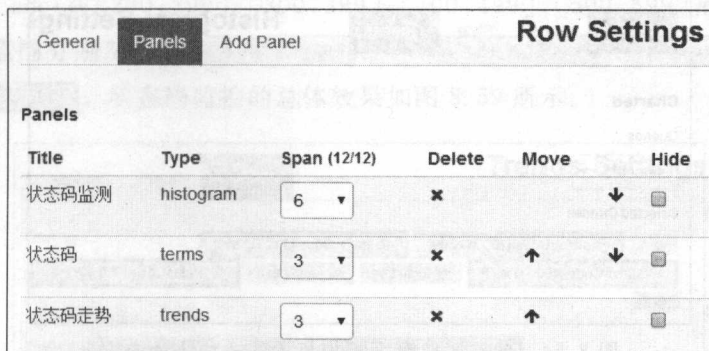 Row Settings
General Panels Add Panel
Panels
Title Type Span (12/12) Delete Move Hide
状态码监测 histogram 6
状态码 terms 3
状态码走势 trends 3